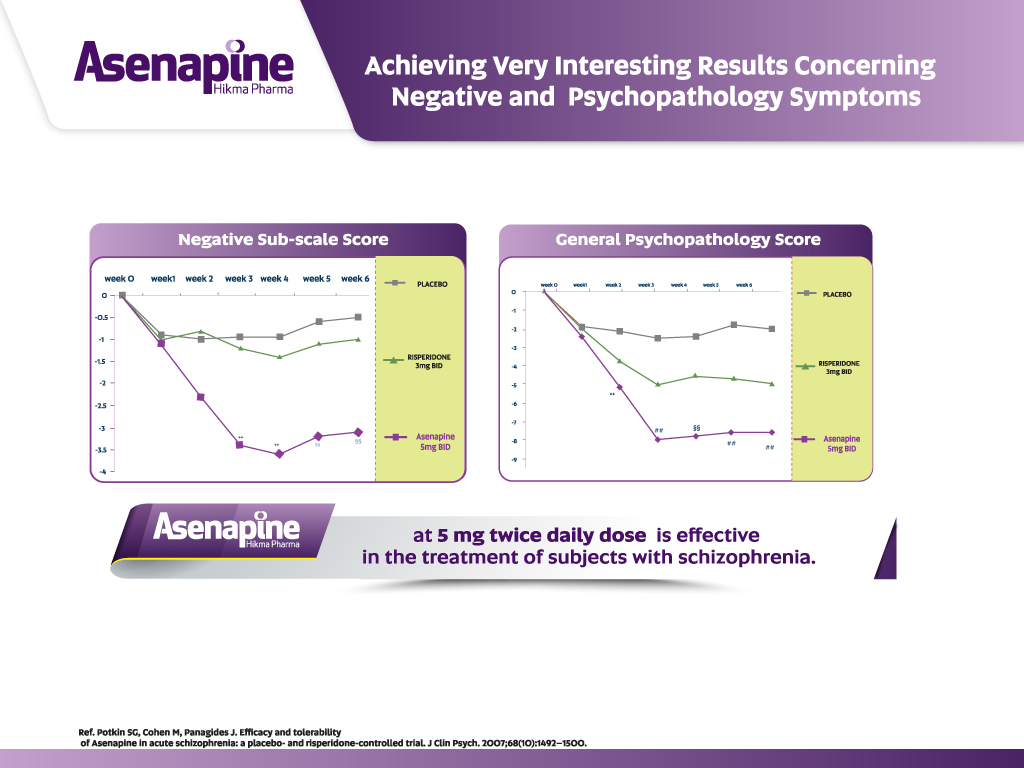 Asenapine
Hikma Pharma
Achieving Very Interesting Results Concerning
Negative and Psychopathology Symptoms
Negative Sub-scale Score
week 0 week1 week 2 week 3 week 4 week 5 week 6
0
-0.5
-1
-1.5
-2
-2.5
-3
-3.5
-4
**
**
§§
§§
PLACEBO
RISPERIDONE
3mg BID
Asenapine
5mg BID
General Psychopathology Score
week 0 week1 week 2 week 3 week 4 week 5 week 6
0
-1
-2
-3
-4
-5
-6
-7
-8
-9
**
##
§§
##
##
PLACEBO
RISPERIDONE
3mg BID
Asenapine
5mg BID
Asenapine
Hikma Pharma
at 5 mg twice daily dose is effective
in the treatment of subjects with schizophrenia.
Ref. Potkin SG, Cohen M, Panagides J. Efficacy and tolerability
of Asenapine in acute schizophrenia: a placebo- and risperidone-controlled trial. J Clin Psych. 2007;68(10):1492–1500.